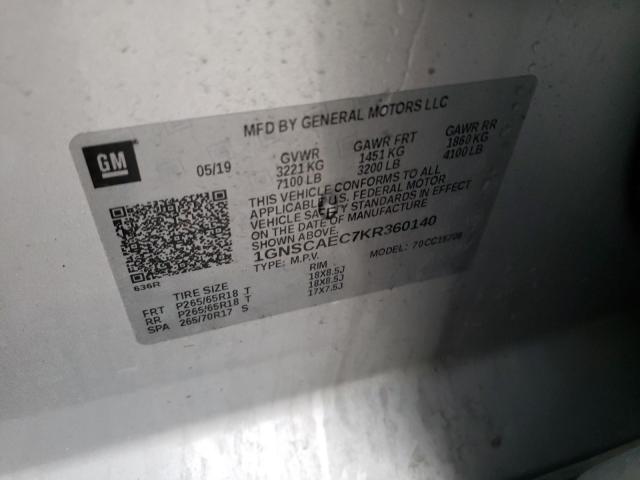 MFD BY GENERAL MOTORS LLC
GM
05/19 GVWR GAWR FRT GAWR RR
3221 KG 1451 KG 1860 KG
7100 LB 3200 LB 4100 LB
THIS VEHICLE CONFORMS TO ALL
APPLICABLE U.S. FEDERAL MOTOR
VEHICLE SAFETY STANDARDS IN EFFECT
ON THE DATE OF MANUFACTURE
SHOWN ABOVE.
1GNSCAEC7KR360140
TYPE: M.P.V. MODEL: 70CC15706
636R
TIRE SIZE RIM
FRT P265/65R18 T 18X8.5J
RR P265/65R18 T 18X8.5J
SPA 265/70R17 S 17X7.5J